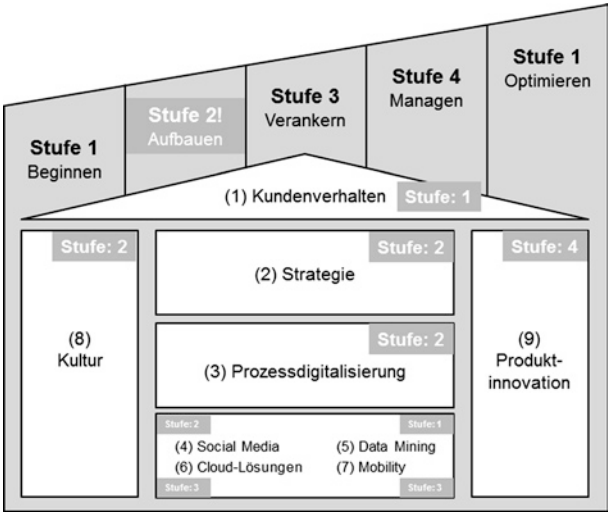 Stufe 1
Beginnen
Stufe 2!
Aufbauen
Stufe 3
Verankern
Stufe 4
Managen
Stufe 1
Optimieren
(1) Kundenverhalten
Stufe: 1
Stufe: 2
(8)
Kultur
Stufe: 2
(2) Strategie
Stufe: 2
(3) Prozessdigitalisierung
Stufe: 2
Stufe: 1
(4) Social Media
(5) Data Mining
(6) Cloud-Lösungen
(7) Mobility
Stufe: 3
Stufe: 3
Stufe: 4
(9)
Produkt-
innovation